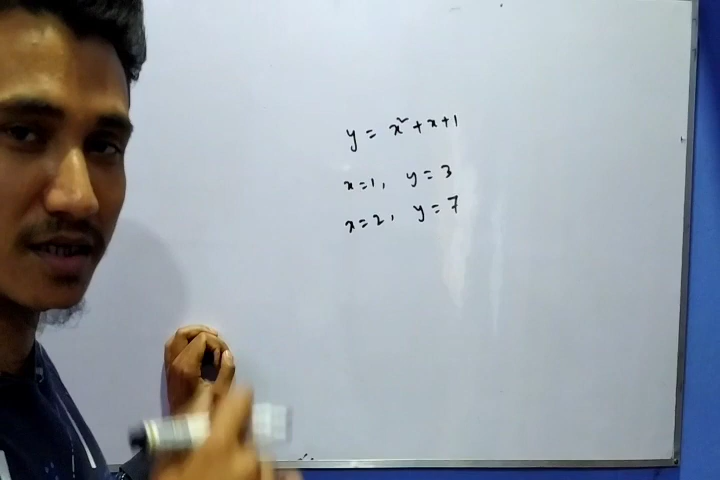 y = x² + x + 1
x = 1, y = 3
x = 2, y = 7